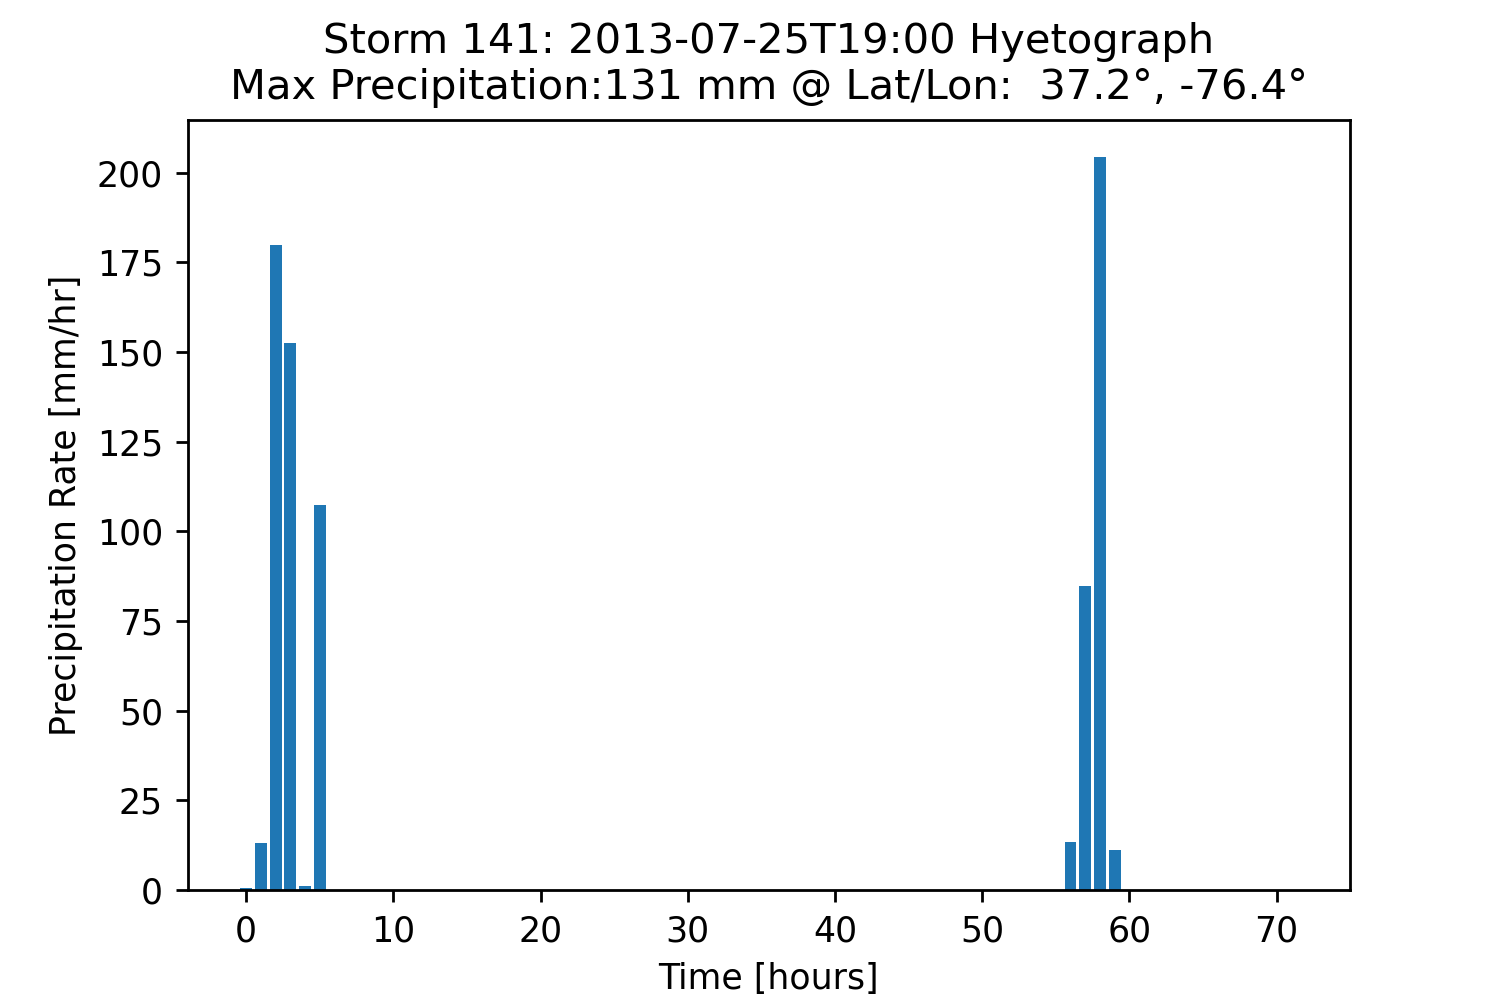 Storm 141: 2013-07-25T19:00 Hyetograph
Max Precipitation:131 mm @ Lat/Lon:  37.2°, -76.4°
Precipitation Rate [mm/hr]
200
175
150
125
100
75
50
25
0
0 10 20 30 40 50 60 70
Time [hours]